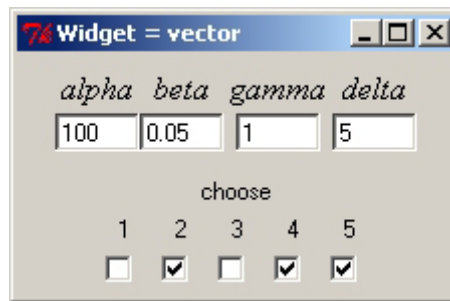 Widget = vector
alpha beta gamma delta
100 0.05 1 5
choose
1 2 3 4 5